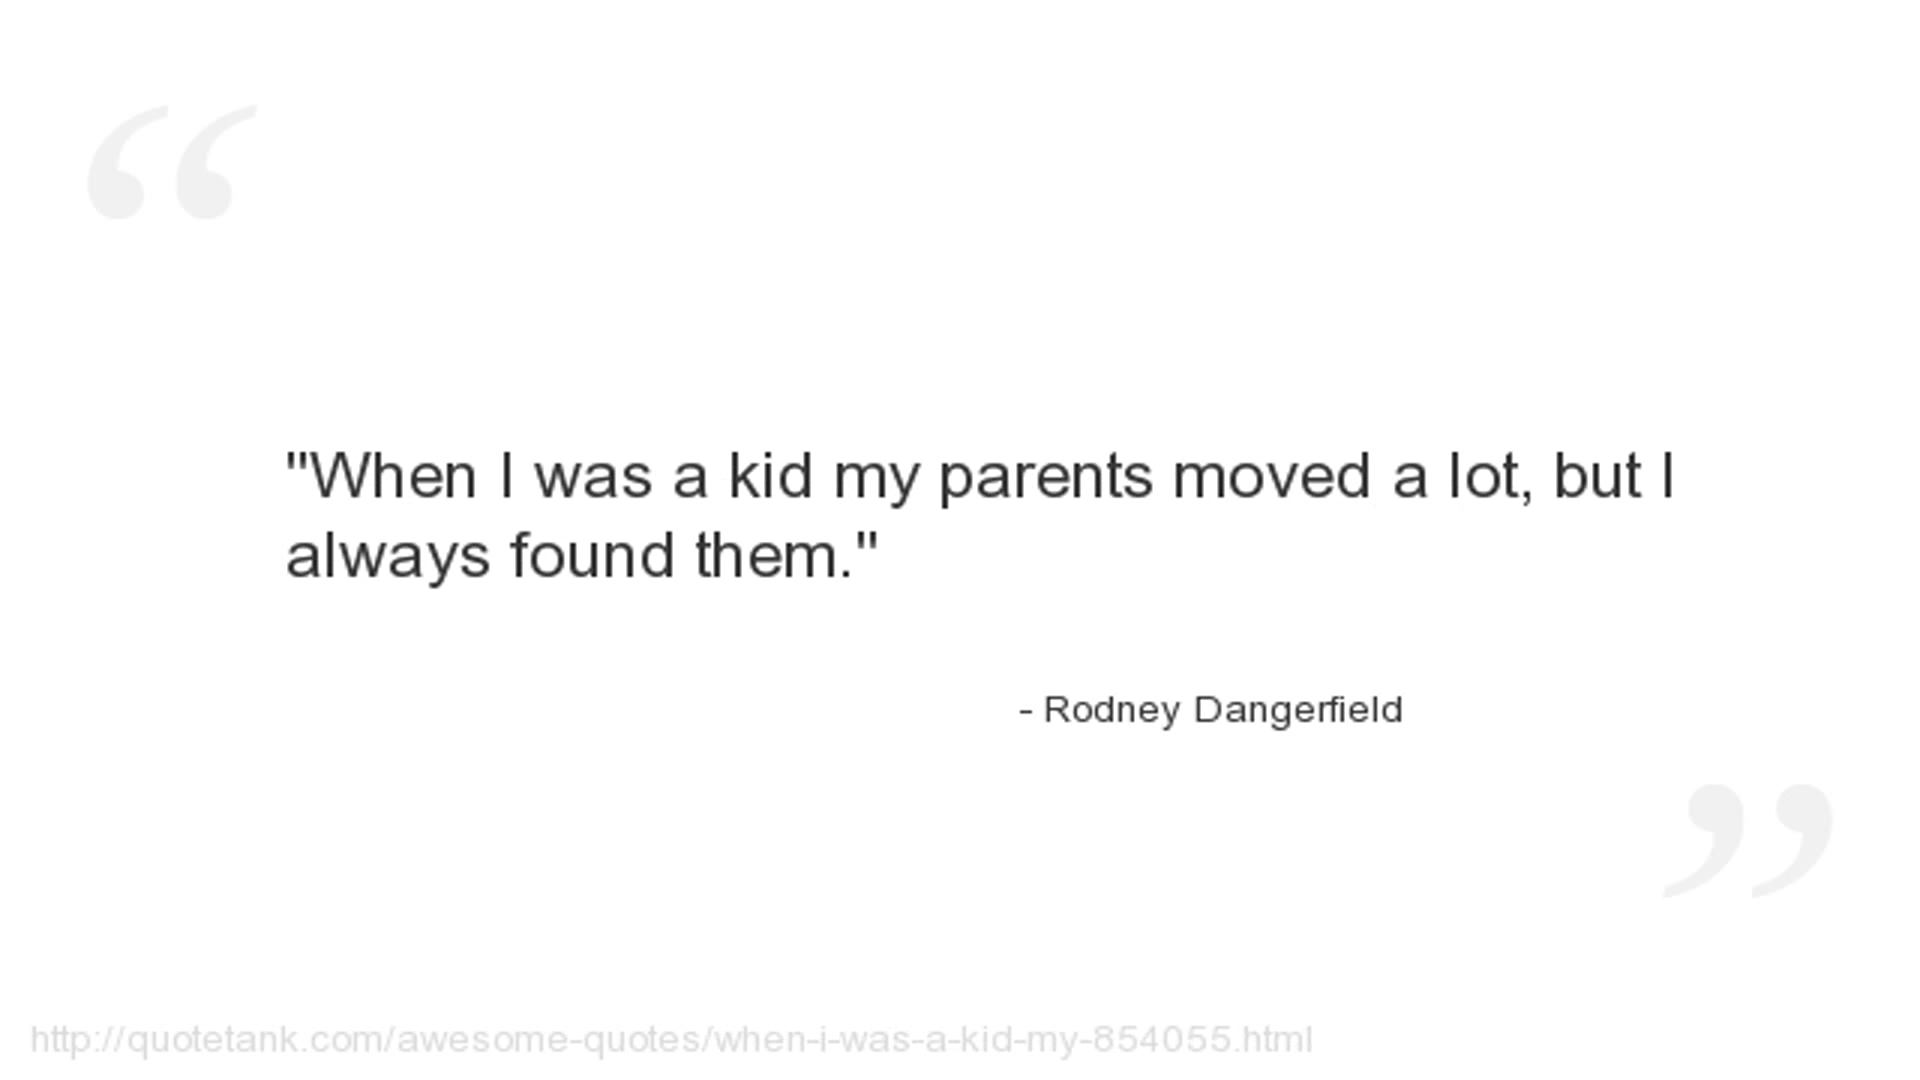 "When I was a kid my parents moved a lot, but I
always found them."
- Rodney Dangerfield
http://quotetank.com/awesome-quotes/when-i-was-a-kid-my-854055.html